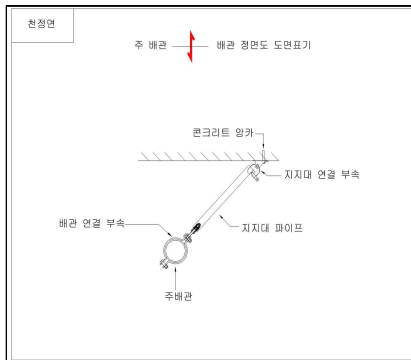 천정면
주 배관
배관 정면도 도면표기
콘크리트 앙카
지지대 연결 부속
배관 연결 부속
지지대 파이프
주배관